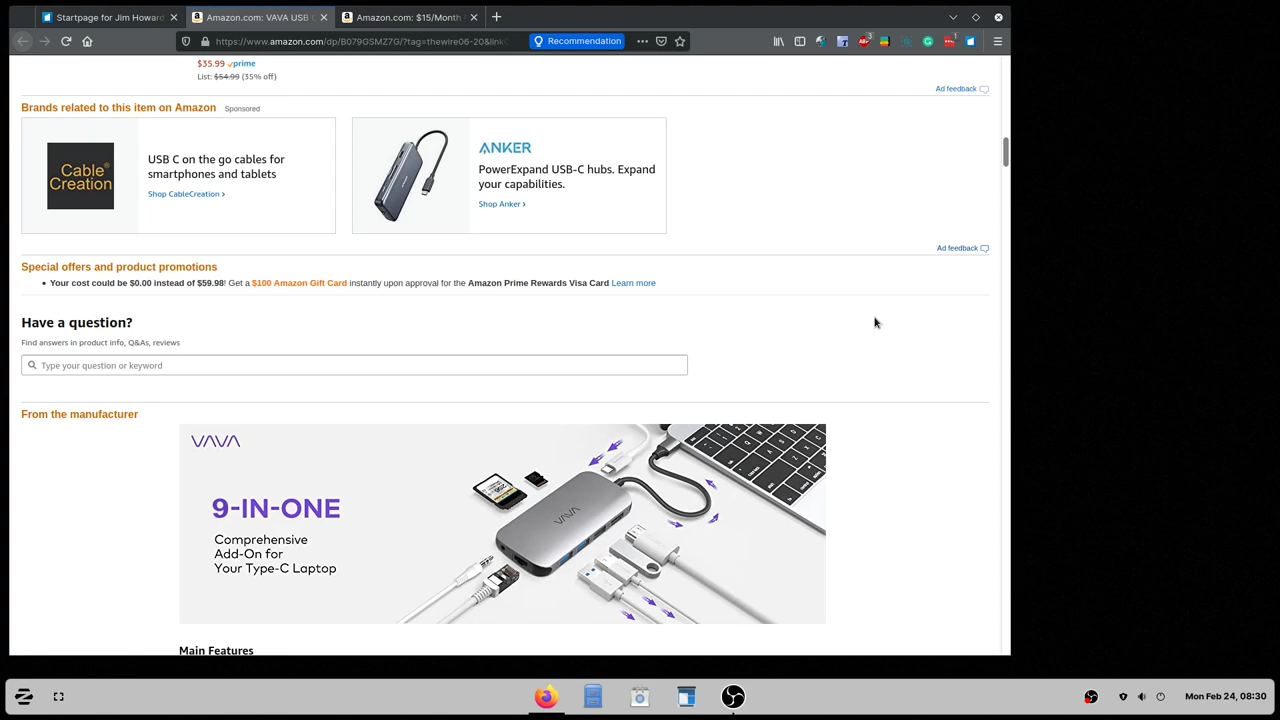 Startpage for Jim Howard
Amazon.com: VAVA USB C
Amazon.com: $15/Month
https://www.amazon.com/dp/B079GSMZ7G/?tag=thewire06-20&link
Recommendation
3
1
$35.99 prime
List: $54.99 (35% off)
Ad feedback
Brands related to this item on Amazon Sponsored
Cable Creation
USB C on the go cables for
smartphones and tablets
Shop CableCreation ›
ANKER
PowerExpand USB-C hubs. Expand
your capabilities.
Shop Anker ›
Ad feedback
Special offers and product promotions
• Your cost could be $0.00 instead of $59.98! Get a $100 Amazon Gift Card instantly upon approval for the Amazon Prime Rewards Visa Card Learn more
Have a question?
Find answers in product info, Q&As, reviews
Type your question or keyword
From the manufacturer
VAVA
VAVA
9-IN-ONE
Comprehensive
Add-On for
Your Type-C Laptop
Main Features
Mon Feb 24, 08:30